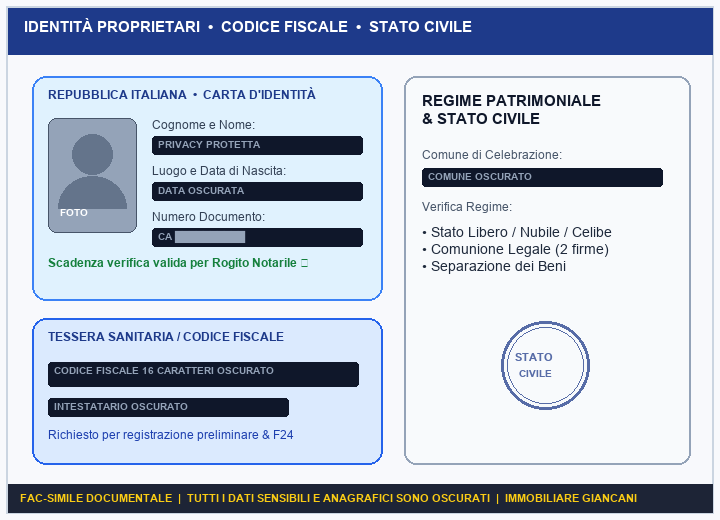 IDENTITÀ PROPRIETARI • CODICE FISCALE • STATO CIVILE
REPUBBLICA ITALIANA • CARTA D'IDENTITÀ
FOTO
Cognome e Nome:
PRIVACY PROTETTA
Luogo e Data di Nascita:
DATA OSCURATA
Numero Documento:
CA
Scadenza verifica valida per Rogito Notarile
TESSERA SANITARIA / CODICE FISCALE
CODICE FISCALE 16 CARATTERI OSCURATO
INTESTATARIO OSCURATO
Richiesto per registrazione preliminare & F24
REGIME PATRIMONIALE
& STATO CIVILE
Comune di Celebrazione:
COMUNE OSCURATO
Verifica Regime:
• Stato Libero / Nubile / Celibe
• Comunione Legale (2 firme)
• Separazione dei Beni
STATO
CIVILE
FAC-SIMILE DOCUMENTALE | TUTTI I DATI SENSIBILI E ANAGRAFICI SONO OSCURATI | IMMOBILIARE GIANCANI